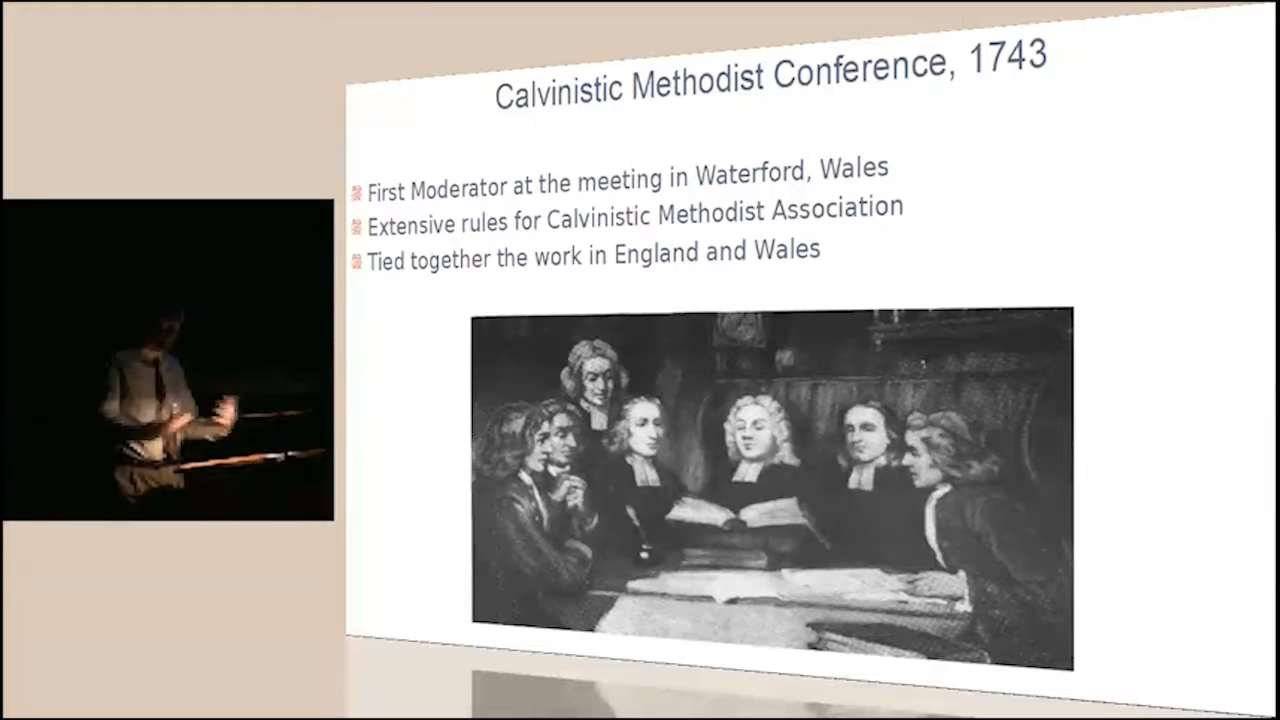 Calvinistic Methodist Conference, 1743
First Moderator at the meeting in Waterford, Wales
Extensive rules for Calvinistic Methodist Association
Tied together the work in England and Wales